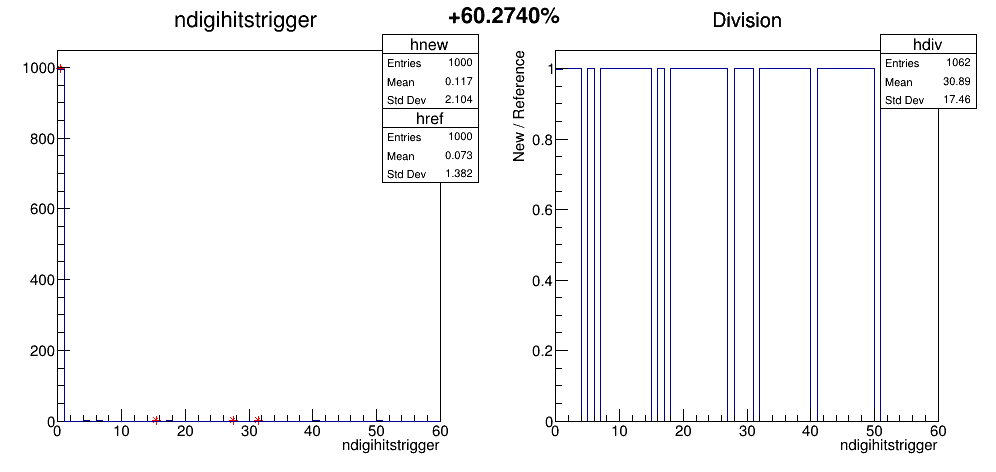 +60.2740%
ndigihitstrigger
hnew
Entries 1000
Mean 0.117
Std Dev 2.104
href
Entries 1000
Mean 0.073
Std Dev 1.382
1000
800
600
400
200
0
0 10 20 30 40 50 60
ndigihitstrigger
Division
hdiv
Entries 1062
Mean 30.89
Std Dev 17.46
New / Reference
1
0.8
0.6
0.4
0.2
0
0 10 20 30 40 50 60
ndigihitstrigger